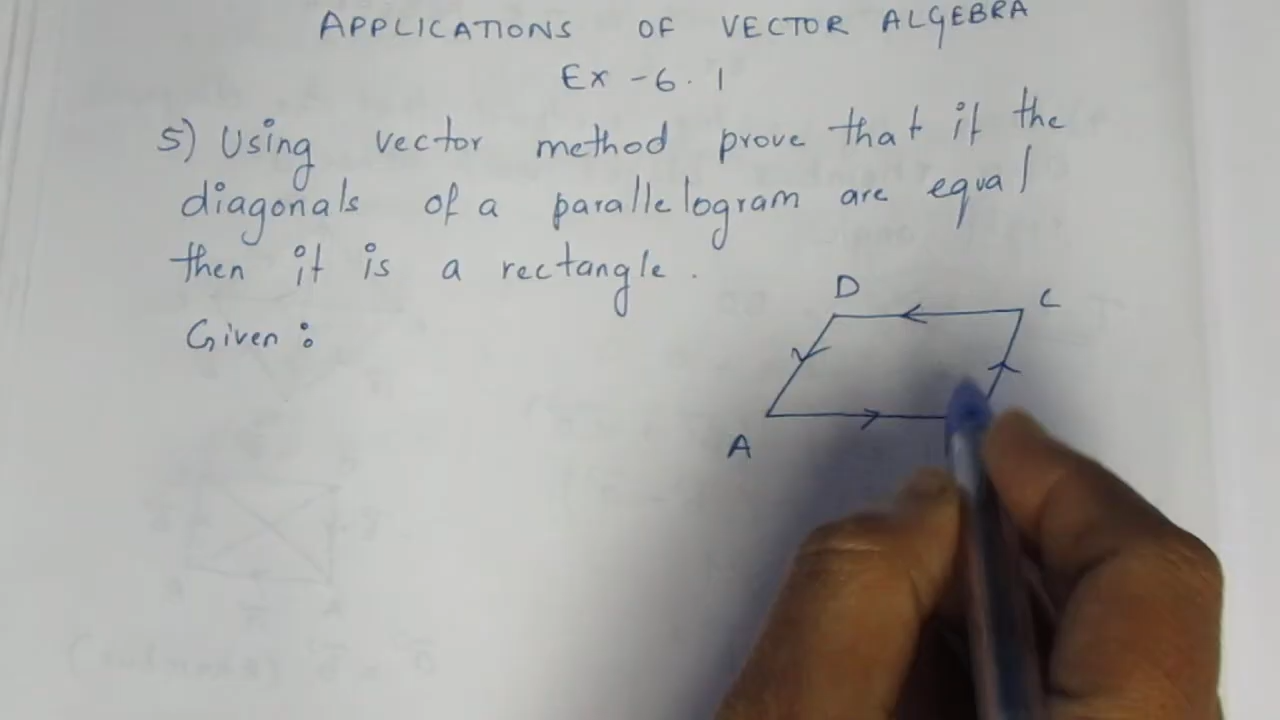 APPLICATIONS OF VECTOR ALGEBRA
Ex - 6.1
5) Using vector method prove that if the
diagonals of a parallelogram are equal
then it is a rectangle.
Given :
D
C
A